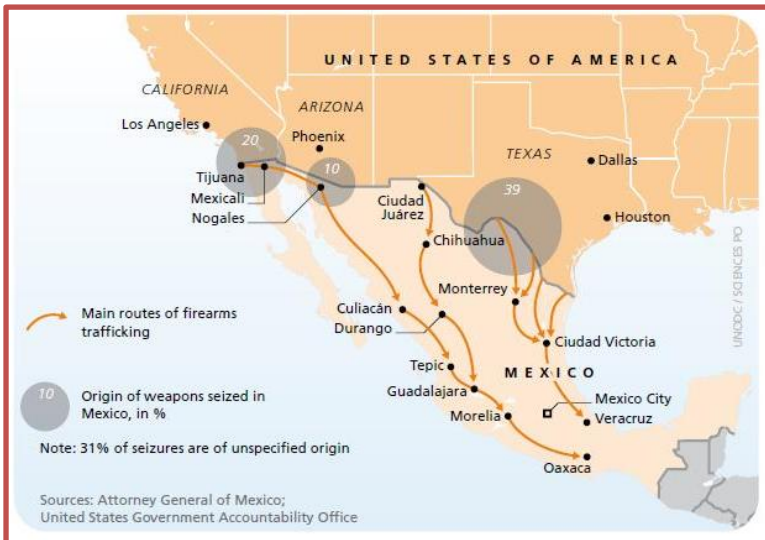 UNITED STATES OF AMERICA
CALIFORNIA
ARIZONA
Los Angeles
Phoenix
20
TEXAS
Dallas
10
39
Tijuana
Mexicali
Nogales
Ciudad
Juárez
Houston
Chihuahua
Monterrey
Main routes of firearms
trafficking
Culiacán
Durango
Ciudad Victoria
Tepic
MEXICO
10
Origin of weapons seized in
Mexico, in %
Guadalajara
Mexico City
Morelia
Veracruz
Note: 31% of seizures are of unspecified origin
Oaxaca
Sources: Attorney General of Mexico;
United States Government Accountability Office
UNODC / SCIENCES PO